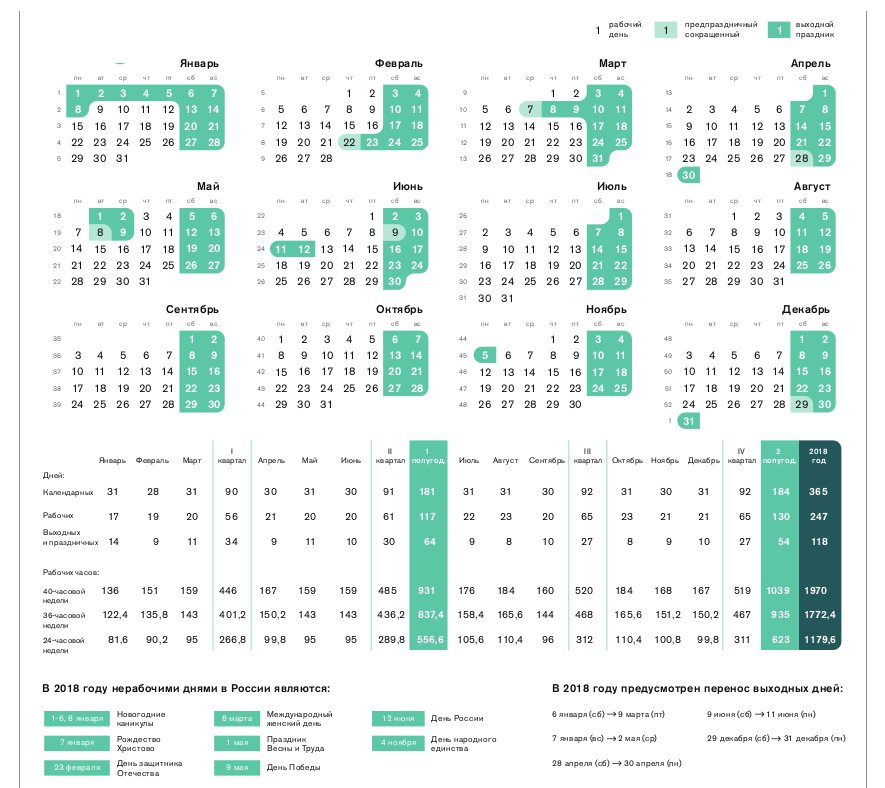 1 рабочий день
1 предпраздничный сокращенный
1 выходной праздник
Январь
пн вт ср чт пт сб вс
1 1 2 3 4 5 6 7
2 8 9 10 11 12 13 14
3 15 16 17 18 19 20 21
4 22 23 24 25 26 27 28
5 29 30 31
Февраль
пн вт ср чт пт сб вс
5 1 2 3 4
6 5 6 7 8 9 10 11
7 12 13 14 15 16 17 18
8 19 20 21 22 23 24 25
9 26 27 28
Март
пн вт ср чт пт сб вс
9 1 2 3 4
10 5 6 7 8 9 10 11
11 12 13 14 15 16 17 18
12 19 20 21 22 23 24 25
13 26 27 28 29 30 31
Апрель
пн вт ср чт пт сб вс
13 1
14 2 3 4 5 6 7 8
15 9 10 11 12 13 14 15
16 16 17 18 19 20 21 22
17 23 24 25 26 27 28 29
18 30
Май
пн вт ср чт пт сб вс
18 1 2 3 4 5 6
19 7 8 9 10 11 12 13
20 14 15 16 17 18 19 20
21 21 22 23 24 25 26 27
22 28 29 30 31
Июнь
пн вт ср чт пт сб вс
22 1 2 3
23 4 5 6 7 8 9 10
24 11 12 13 14 15 16 17
25 18 19 20 21 22 23 24
26 25 26 27 28 29 30
Июль
пн вт ср чт пт сб вс
26 1
27 2 3 4 5 6 7 8
28 9 10 11 12 13 14 15
29 16 17 18 19 20 21 22
30 23 24 25 26 27 28 29
31 30 31
Август
пн вт ср чт пт сб вс
31 1 2 3 4 5
32 6 7 8 9 10 11 12
33 13 14 15 16 17 18 19
34 20 21 22 23 24 25 26
35 27 28 29 30 31
Сентябрь
пн вт ср чт пт сб вс
35 1 2
36 3 4 5 6 7 8 9
37 10 11 12 13 14 15 16
38 17 18 19 20 21 22 23
39 24 25 26 27 28 29 30
Октябрь
пн вт ср чт пт сб вс
40 1 2 3 4 5 6 7
41 8 9 10 11 12 13 14
42 15 16 17 18 19 20 21
43 22 23 24 25 26 27 28
44 29 30 31
Ноябрь
пн вт ср чт пт сб вс
44 1 2 3 4
45 5 6 7 8 9 10 11
46 12 13 14 15 16 17 18
47 19 20 21 22 23 24 25
48 26 27 28 29 30
Декабрь
пн вт ср чт пт сб вс
48 1 2
49 3 4 5 6 7 8 9
50 10 11 12 13 14 15 16
51 17 18 19 20 21 22 23
52 24 25 26 27 28 29 30
1 31
Январь Февраль Март I квартал Апрель Май Июнь II квартал 1 полугод. Июль Август Сентябрь III квартал Октябрь Ноябрь Декабрь IV квартал 2 полугод. 2018 год
Дней:
Календарных 31 28 31 90 30 31 30 91 181 31 31 30 92 31 30 31 92 184 365
Рабочих 17 19 20 56 21 20 20 61 117 22 23 20 65 23 21 21 65 130 247
Выходных и праздничных 14 9 11 34 9 11 10 30 64 9 8 10 27 8 9 10 27 54 118
Рабочих часов:
40-часовой недели 136 151 159 446 167 159 159 485 931 176 184 160 520 184 168 167 519 1039 1970
36-часовой недели 122,4 135,8 143 401,2 150,2 143 143 436,2 837,4 158,4 165,6 144 468 165,6 151,2 150,2 467 935 1772,4
24-часовой недели 81,6 90,2 95 266,8 99,8 95 95 289,8 556,6 105,6 110,4 96 312 110,4 100,8 99,8 311 623 1179,6
В 2018 году нерабочими днями в России являются:
1-6, 8 января Новогодние каникулы
7 января Рождество Христово
23 февраля День защитника Отечества
8 марта Международный женский день
1 мая Праздник Весны и Труда
9 мая День Победы
12 июня День России
4 ноября День народного единства
В 2018 году предусмотрен перенос выходных дней:
6 января (сб) → 9 марта (пт)
7 января (вс) → 2 мая (ср)
28 апреля (сб) → 30 апреля (пн)
9 июня (сб) → 11 июня (пн)
29 декабря (сб) → 31 декабря (пн)